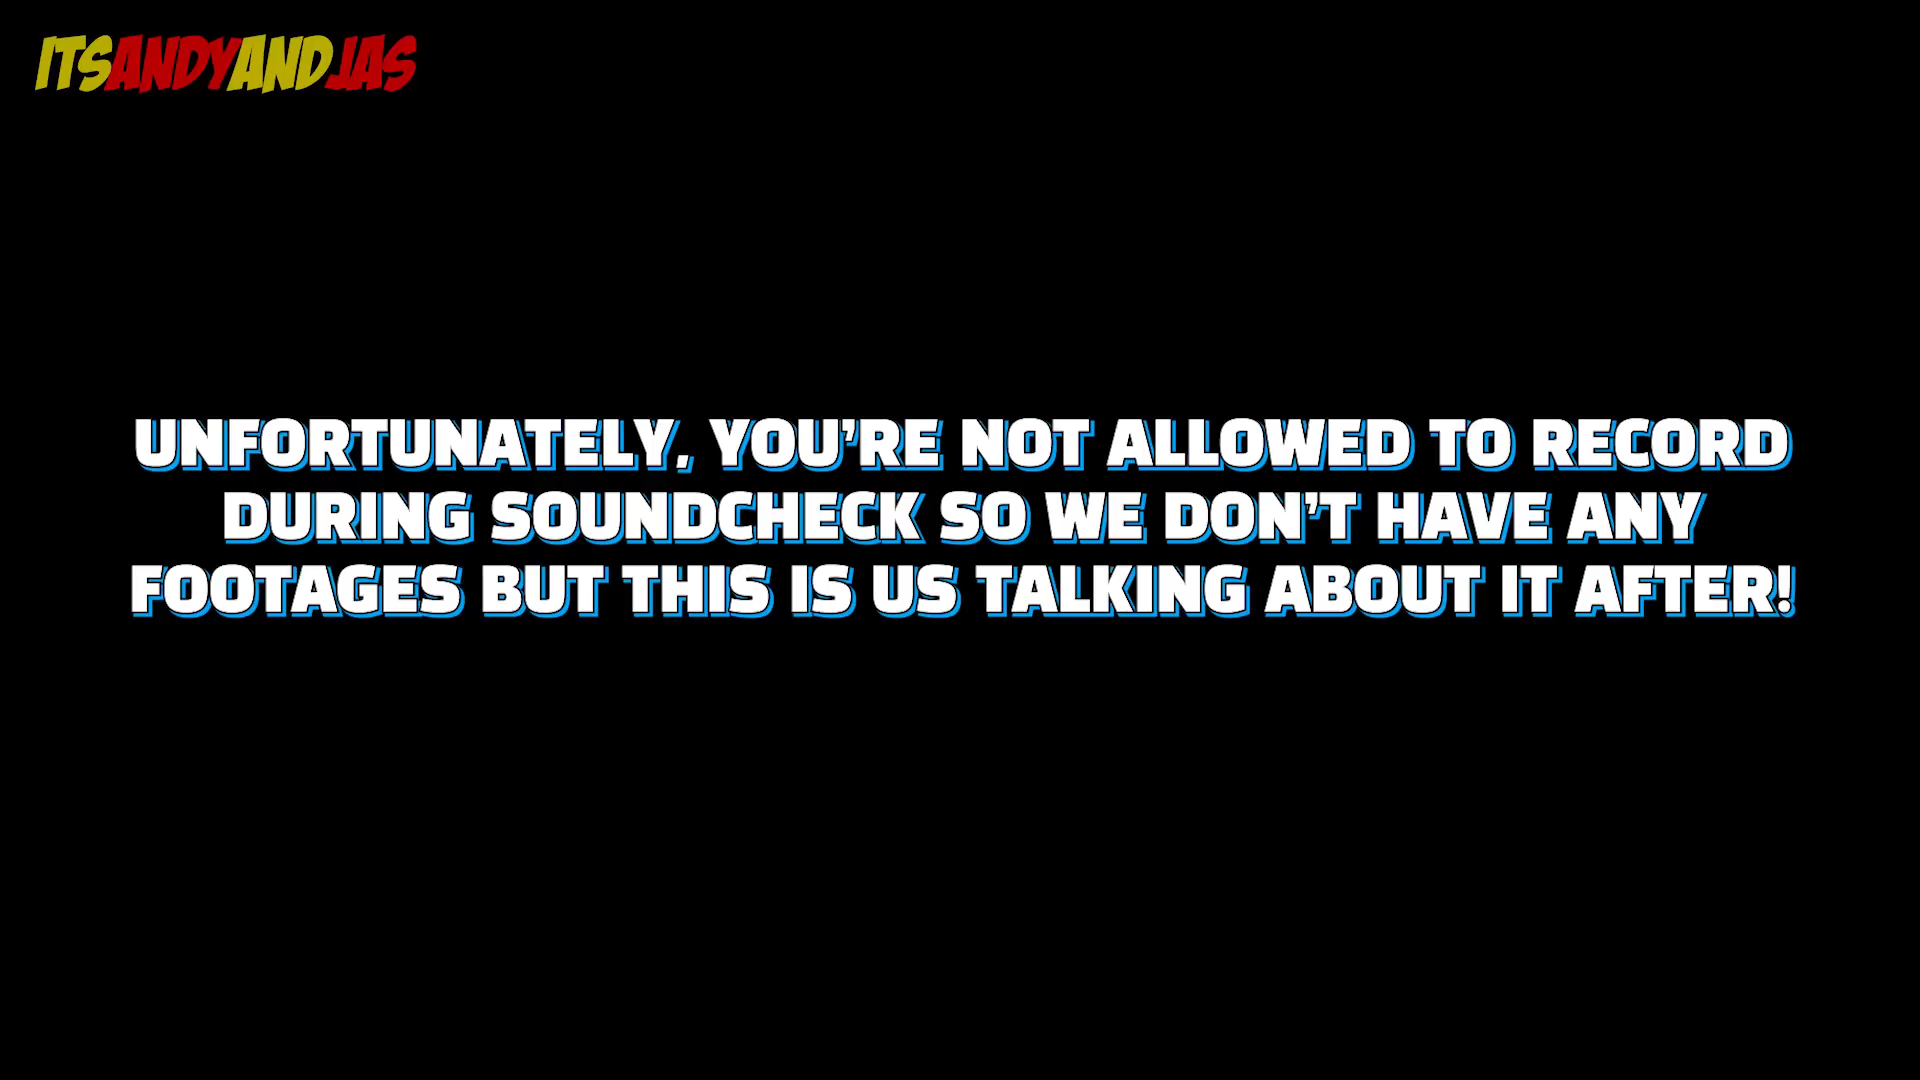 ITSANDYANDJAS
UNFORTUNATELY, YOU'RE NOT ALLOWED TO RECORD
DURING SOUNDCHECK SO WE DON'T HAVE ANY
FOOTAGES BUT THIS IS US TALKING ABOUT IT AFTER!